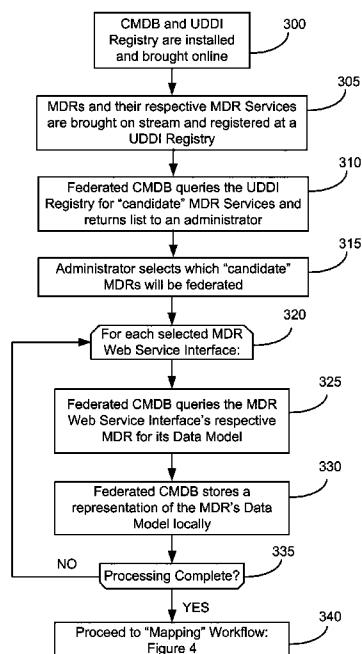 CMDB and UDDI
Registry are installed
and brought online
300
305
MDRs and their respective MDR Services
are brought on stream and registered at a
UDDI Registry
310
Federated CMDB queries the UDDI
Registry for "candidate" MDR Services and
returns list to an administrator
315
Administrator selects which "candidate"
MDRs will be federated
320
For each selected MDR
Web Service Interface:
325
Federated CMDB queries the MDR
Web Service Interface's respective
MDR for its Data Model
330
Federated CMDB stores a
representation of the MDR's Data
Model locally
335
NO
Processing Complete?
YES
340
Proceed to "Mapping" Workflow:
Figure 4